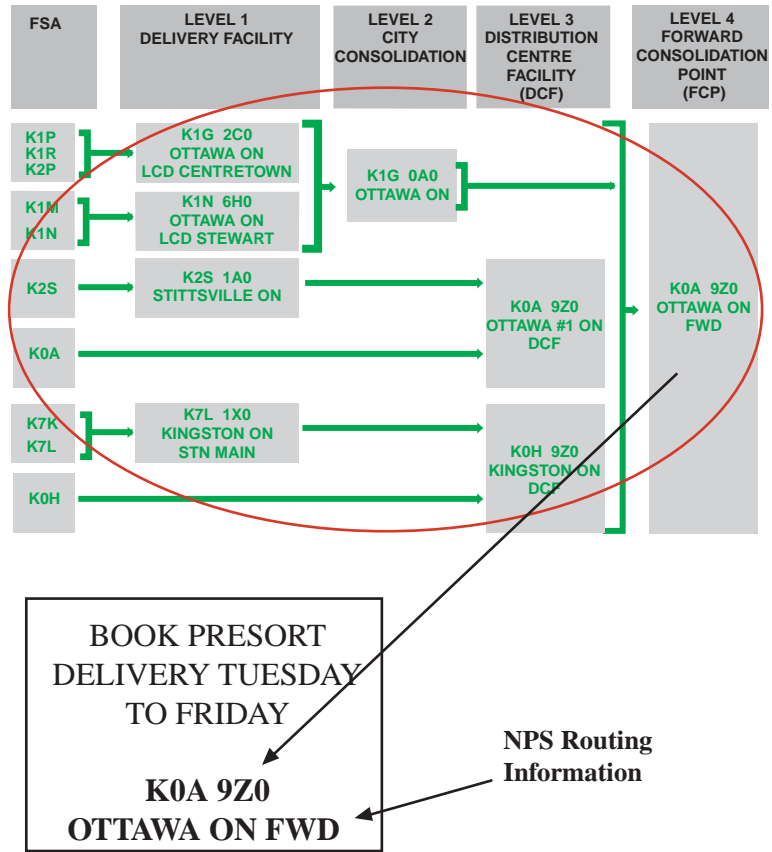 FSA
LEVEL 1
DELIVERY FACILITY
LEVEL 2
CITY
CONSOLIDATION
LEVEL 3
DISTRIBUTION
CENTRE
FACILITY
(DCF)
LEVEL 4
FORWARD
CONSOLIDATION
POINT
(FCP)
K1P
K1R
K2P
K1G 2C0
OTTAWA ON
LCD CENTRETOWN
K1M
K1N
K1N 6H0
OTTAWA ON
LCD STEWART
K1G 0A0
OTTAWA ON
K2S
K2S 1A0
STITTSVILLE ON
K0A
K0A 9Z0
OTTAWA #1 ON
DCF
K7K
K7L
K7L 1X0
KINGSTON ON
STN MAIN
K0H
K0H 9Z0
KINGSTON ON
DCF
K0A 9Z0
OTTAWA ON
FWD
BOOK PRESORT
DELIVERY TUESDAY
TO FRIDAY
K0A 9Z0
OTTAWA ON FWD
NPS Routing
Information